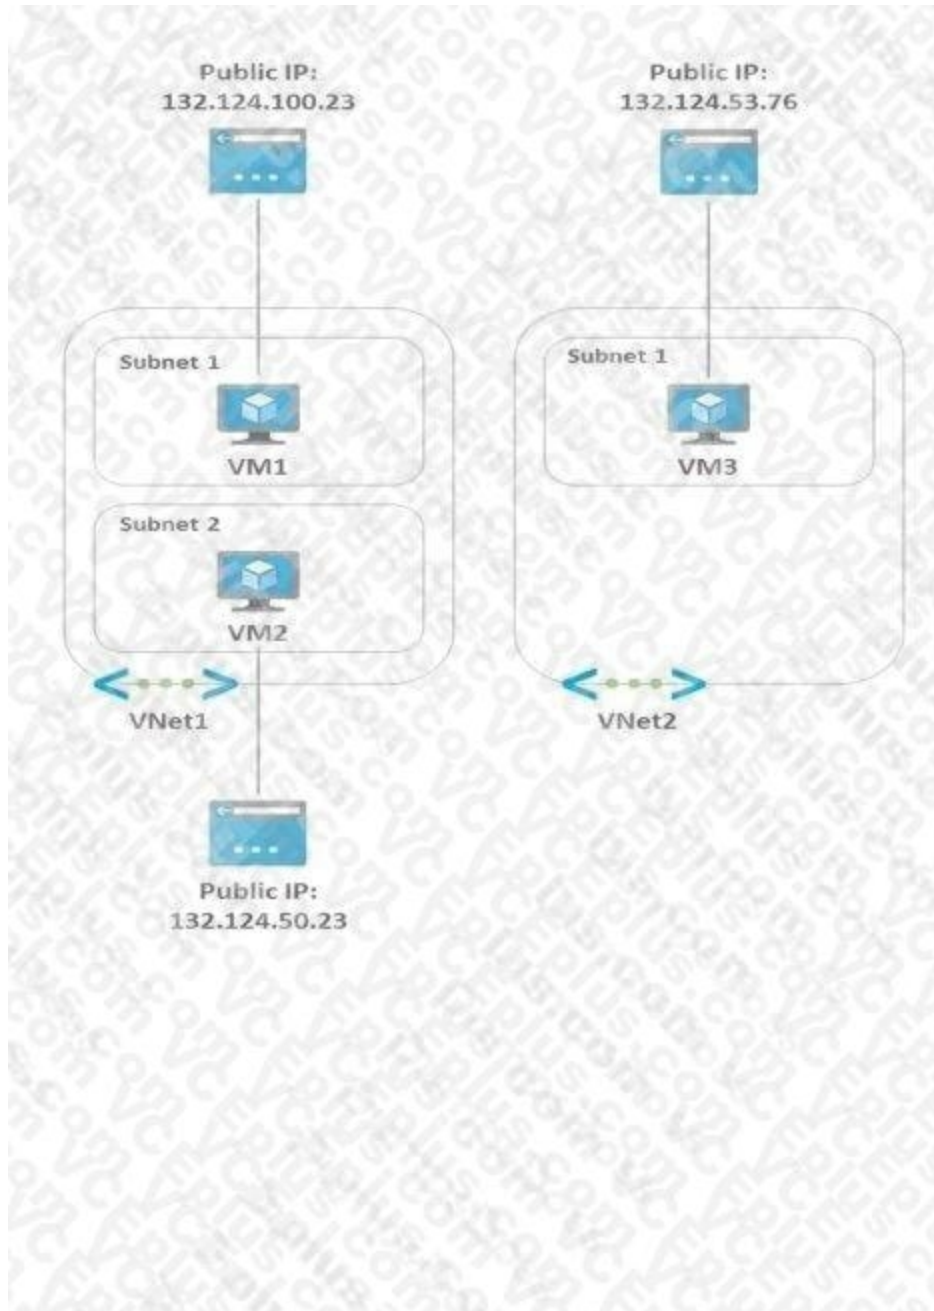 Public IP:
132.124.100.23
Public IP:
132.124.53.76
Subnet 1
VM1
Subnet 1
VM3
Subnet 2
VM2
VNet1
VNet2
Public IP:
132.124.50.23